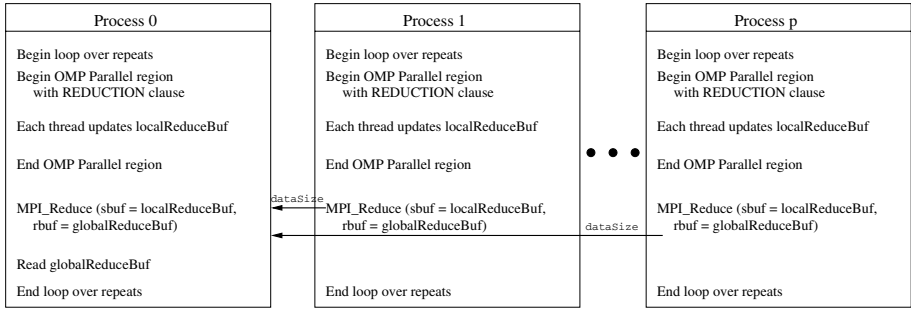 Process 0
Begin loop over repeats
Begin OMP Parallel region
with REDUCTION clause
Each thread updates localReduceBuf
End OMP Parallel region
MPI_Reduce (sbuf = localReduceBuf,
rbuf = globalReduceBuf)
Read globalReduceBuf
End loop over repeats
dataSize
Process 1
Begin loop over repeats
Begin OMP Parallel region
with REDUCTION clause
Each thread updates localReduceBuf
End OMP Parallel region
MPI_Reduce (sbuf = localReduceBuf,
rbuf = globalReduceBuf)
End loop over repeats
dataSize
Process p
Begin loop over repeats
Begin OMP Parallel region
with REDUCTION clause
Each thread updates localReduceBuf
End OMP Parallel region
MPI_Reduce (sbuf = localReduceBuf,
rbuf = globalReduceBuf)
End loop over repeats